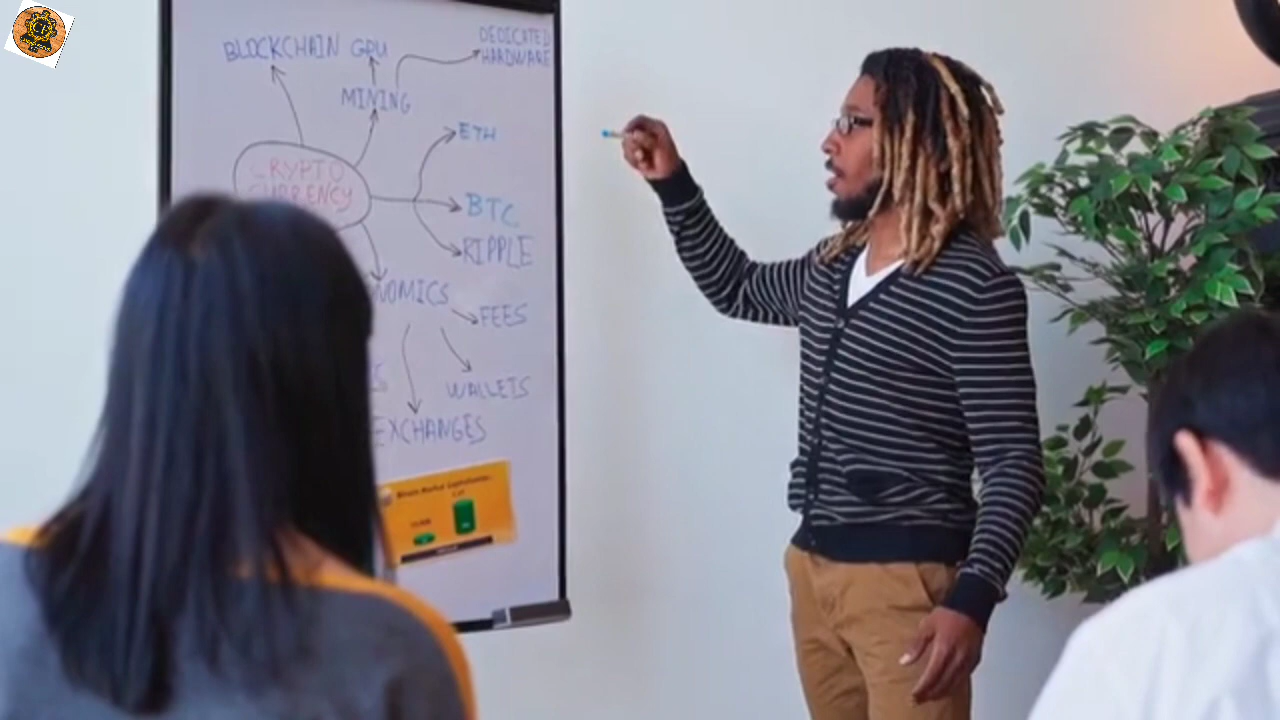 BLOCKCHAIN GPU
DEDICATED
HARDWARE
MINING
ETH
CRYPTO
CURRENCY
BTC
RIPPLE
NOMICS
FEES
WALLETS
EXCHANGES